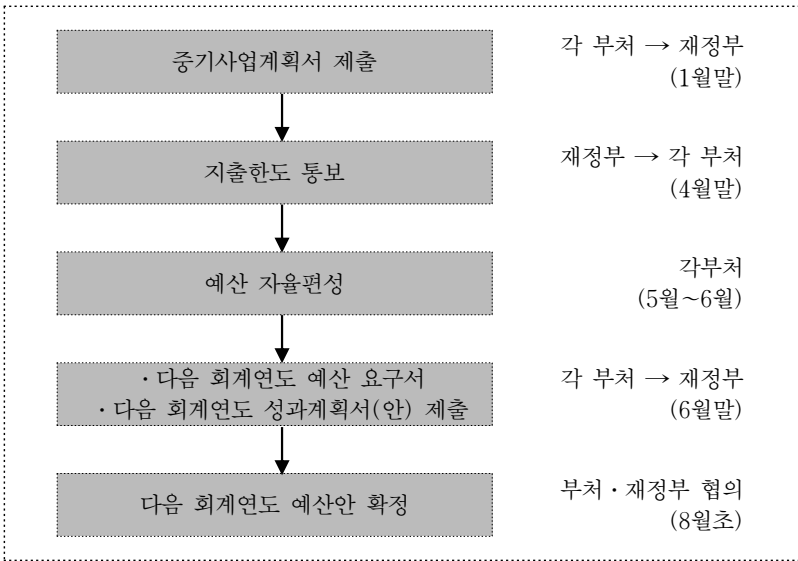 중기사업계획서 제출
각 부처 → 재정부
(1월말)
지출한도 통보
재정부 → 각 부처
(4월말)
예산 자율편성
각부처
(5월~6월)
·다음 회계연도 예산 요구서
·다음 회계연도 성과계획서(안) 제출
각 부처 → 재정부
(6월말)
다음 회계연도 예산안 확정
부처·재정부 협의
(8월초)